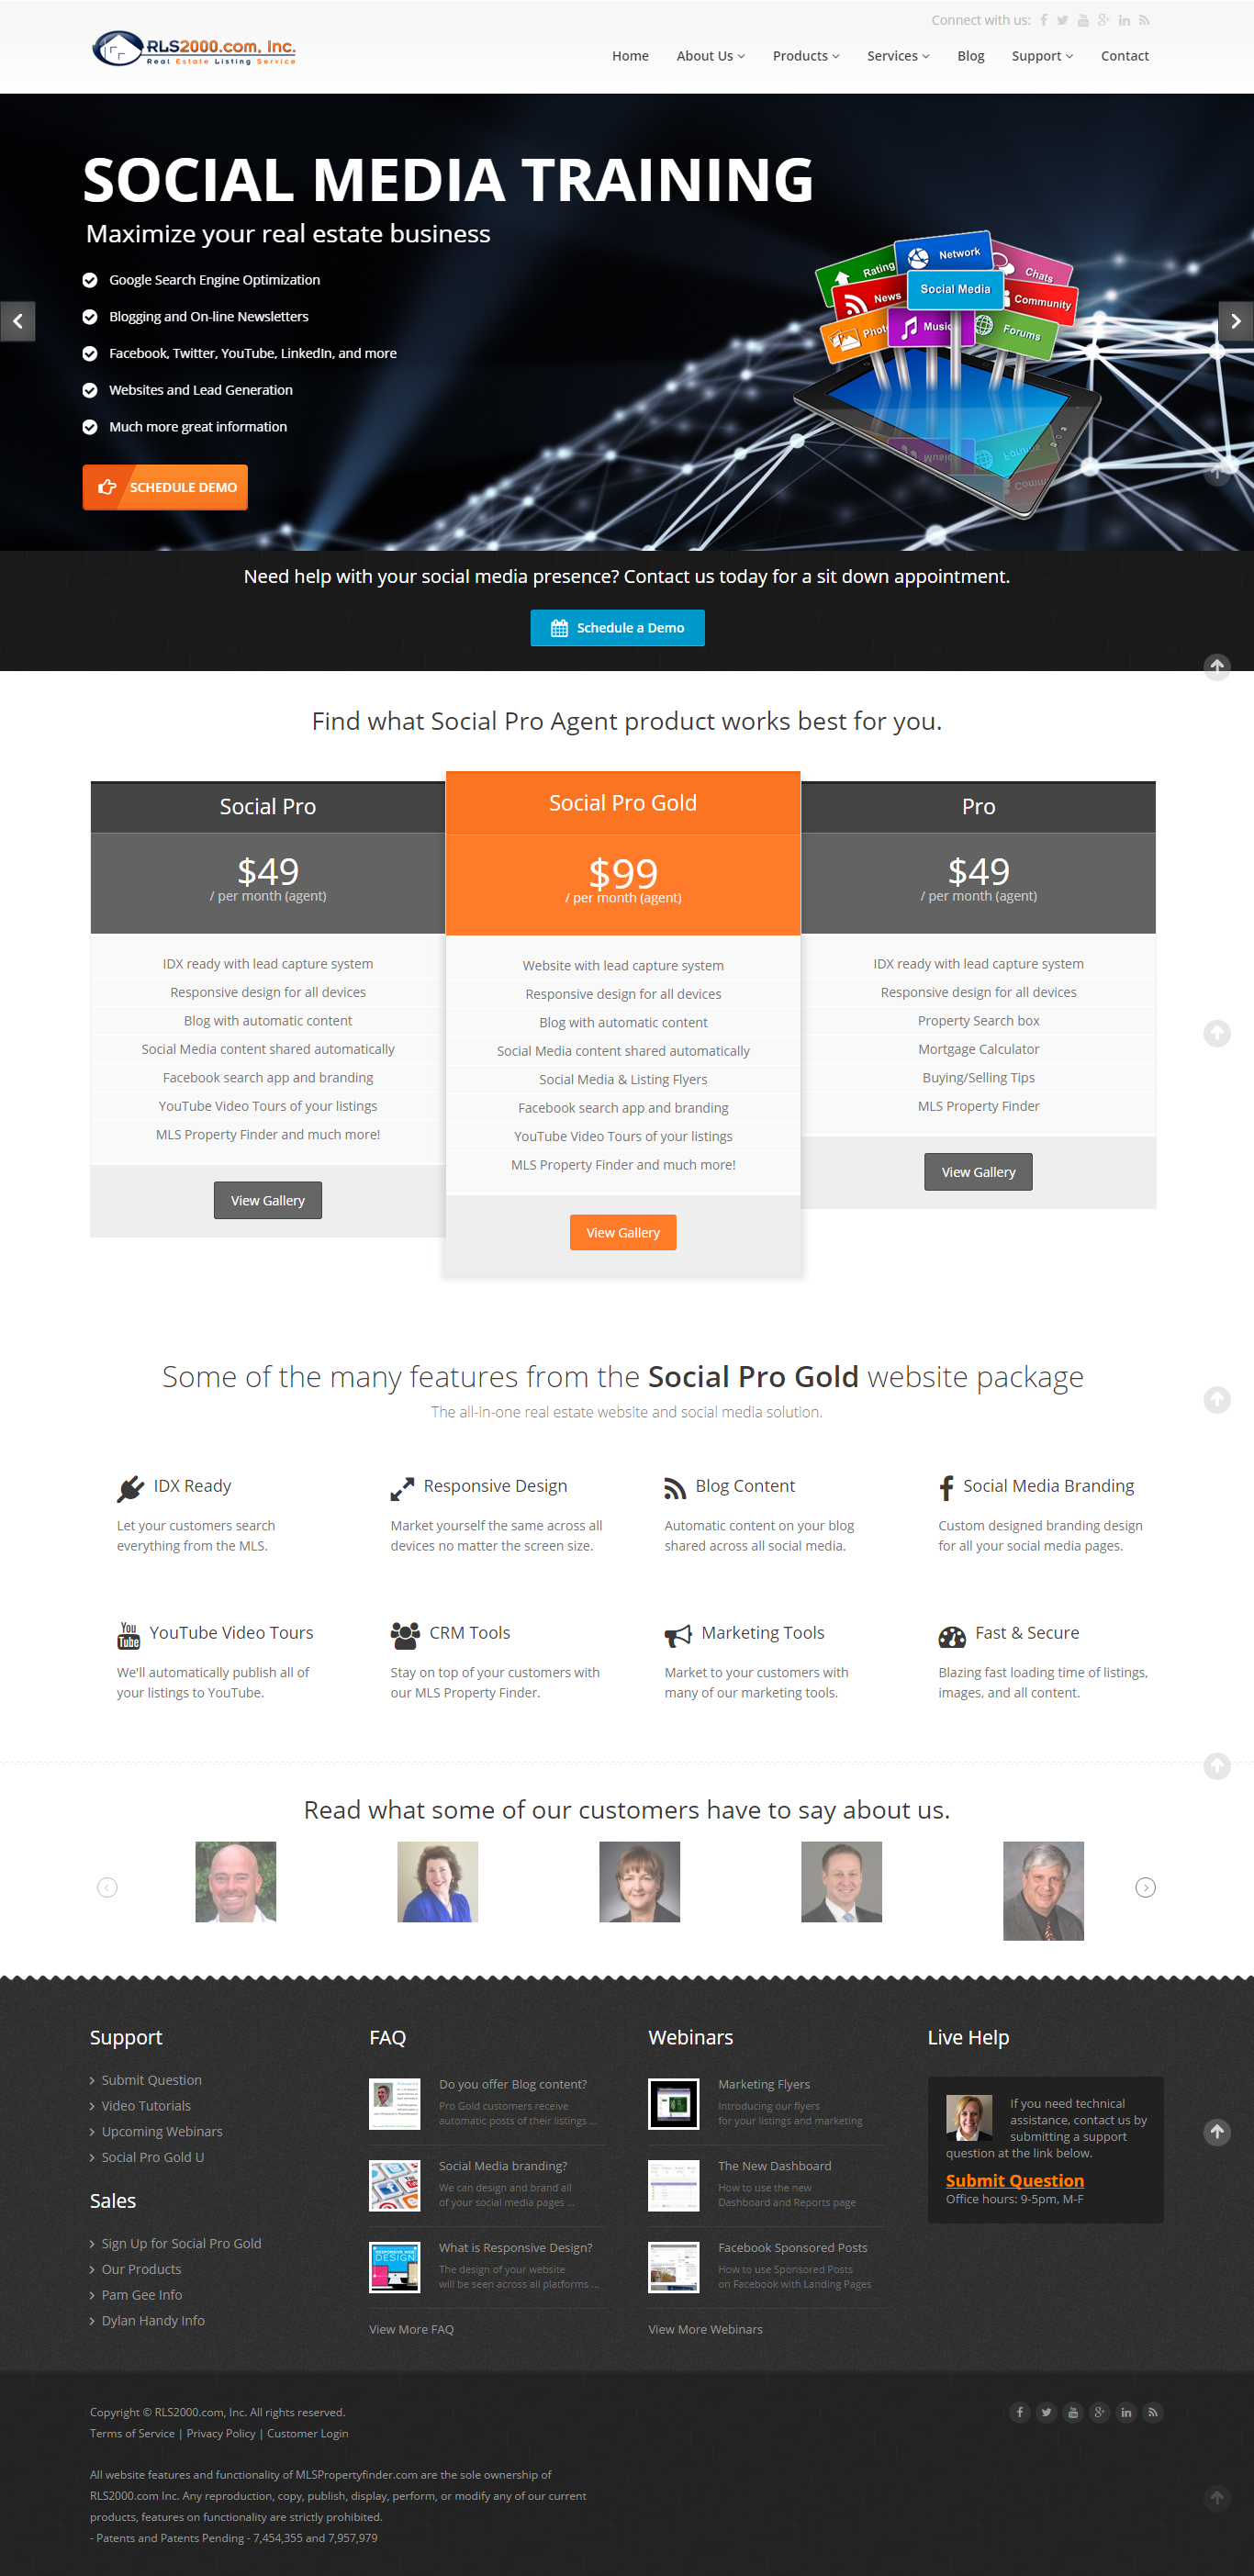 Connect with us:
RLS2000.com, Inc.
Real Estate Listing Service
Home About Us Products Services Blog Support Contact
SOCIAL MEDIA TRAINING
Maximize your real estate business
Google Search Engine Optimization
Blogging and On-line Newsletters
Facebook, Twitter, YouTube, LinkedIn, and more
Websites and Lead Generation
Much more great information
SCHEDULE DEMO
Rating
Network
Chats
News
Social Media
Community
Photo
Music
Forums
Need help with your social media presence? Contact us today for a sit down appointment.
Schedule a Demo
Find what Social Pro Agent product works best for you.
Social Pro
$49
/ per month (agent)
IDX ready with lead capture system
Responsive design for all devices
Blog with automatic content
Social Media content shared automatically
Facebook search app and branding
YouTube Video Tours of your listings
MLS Property Finder and much more!
View Gallery
Social Pro Gold
$99
/ per month (agent)
Website with lead capture system
Responsive design for all devices
Blog with automatic content
Social Media content shared automatically
Social Media & Listing Flyers
Facebook search app and branding
YouTube Video Tours of your listings
MLS Property Finder and much more!
View Gallery
Pro
$49
/ per month (agent)
IDX ready with lead capture system
Responsive design for all devices
Property Search box
Mortgage Calculator
Buying/Selling Tips
MLS Property Finder
View Gallery
Some of the many features from the Social Pro Gold website package
The all-in-one real estate website and social media solution.
IDX Ready
Let your customers search
everything from the MLS.
Responsive Design
Market yourself the same across all
devices no matter the screen size.
Blog Content
Automatic content on your blog
shared across all social media.
Social Media Branding
Custom designed branding design
for all your social media pages.
You Tube
YouTube Video Tours
We'll automatically publish all of
your listings to YouTube.
CRM Tools
Stay on top of your customers with
our MLS Property Finder.
Marketing Tools
Market to your customers with
many of our marketing tools.
Fast & Secure
Blazing fast loading time of listings,
images, and all content.
Read what some of our customers have to say about us.
Support
Submit Question
Video Tutorials
Upcoming Webinars
Social Pro Gold U
Sales
Sign Up for Social Pro Gold
Our Products
Pam Gee Info
Dylan Handy Info
FAQ
Do you offer Blog content?
Pro Gold customers receive
automatic posts of their listings ...
Social Media branding?
We can design and brand all
of your social media pages ...
RESPONSIVE WEB
DESIGN
What is Responsive Design?
The design of your website
will be seen across all platforms ...
View More FAQ
Webinars
Marketing Flyers
Introducing our flyers
for your listings and marketing
The New Dashboard
How to use the new
Dashboard and Reports page
Facebook Sponsored Posts
How to use Sponsored Posts
on Facebook with Landing Pages
View More Webinars
Live Help
If you need technical
assistance, contact us by
submitting a support
question at the link below.
Submit Question
Office hours: 9-5pm, M-F
Copyright © RLS2000.com, Inc. All rights reserved.
Terms of Service | Privacy Policy | Customer Login
All website features and functionality of MLSPropertyfinder.com are the sole ownership of
RLS2000.com Inc. Any reproduction, copy, publish, display, perform, or modify any of our current
products, features on functionality are strictly prohibited.
- Patents and Patents Pending - 7,454,355 and 7,957,979